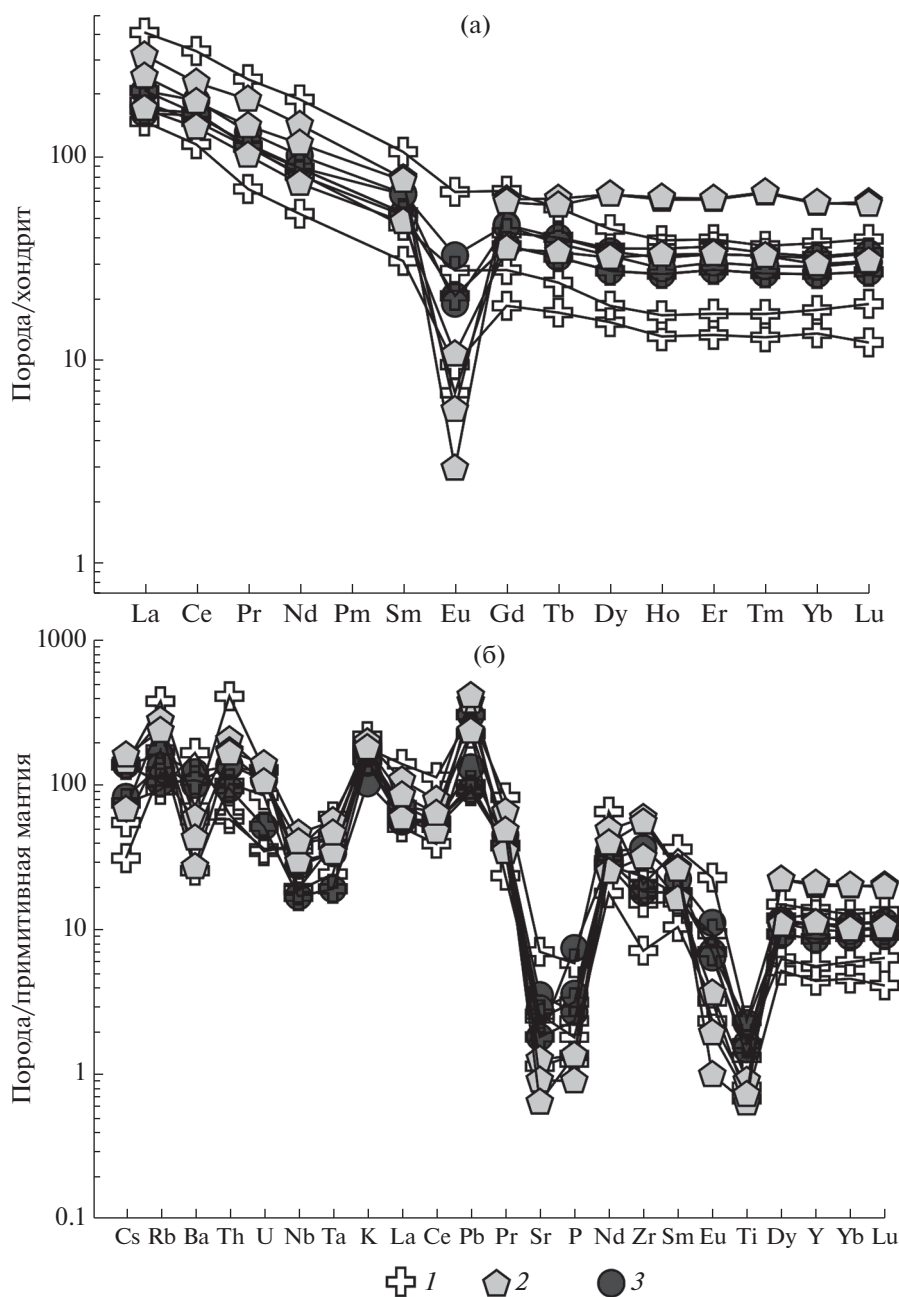 (а)
Порода/хондрит
100
10
1
La Ce Pr Nd Pm Sm Eu Gd Tb Dy Ho Er Tm Yb Lu
(б)
Порода/примитивная мантия
1000
100
10
1
0.1
Cs Rb Ba Th U Nb Ta K La Ce Pb Pr Sr P Nd Zr Sm Eu Ti Dy Y Yb Lu
1 2 3